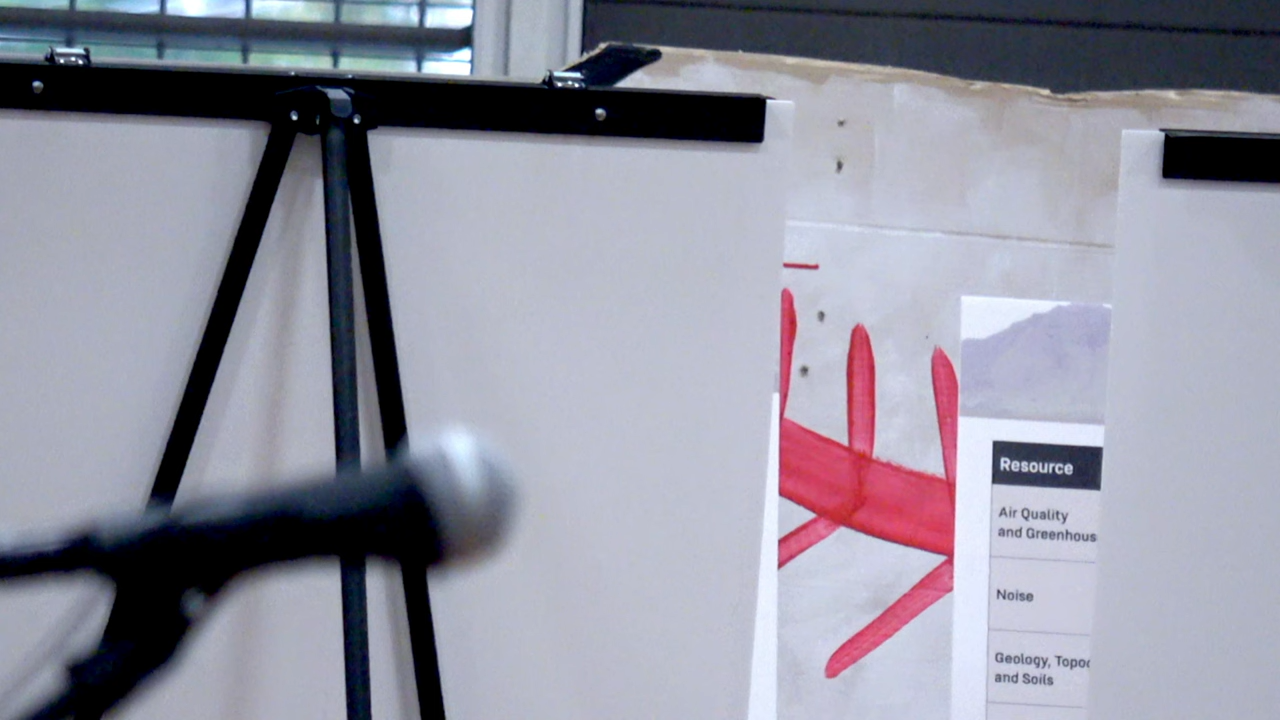 Resource
Air Quality
and Greenhous
Noise
Geology, Topo
and Soils